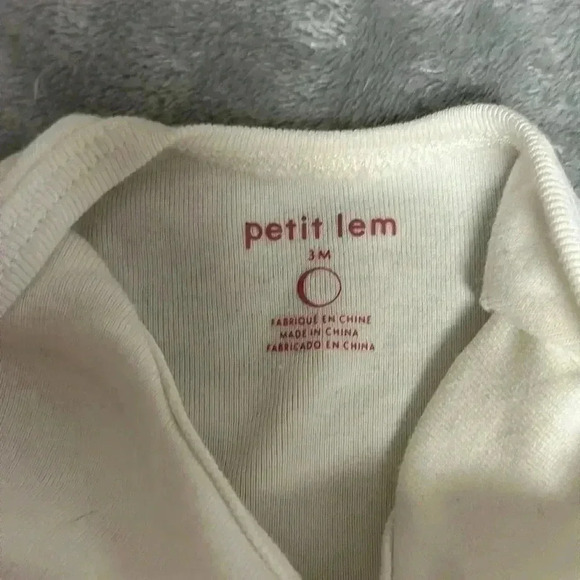 petit lem
3M
FABRIQUÉ EN CHINE
MADE IN CHINA
FABRICADO EN CHINA